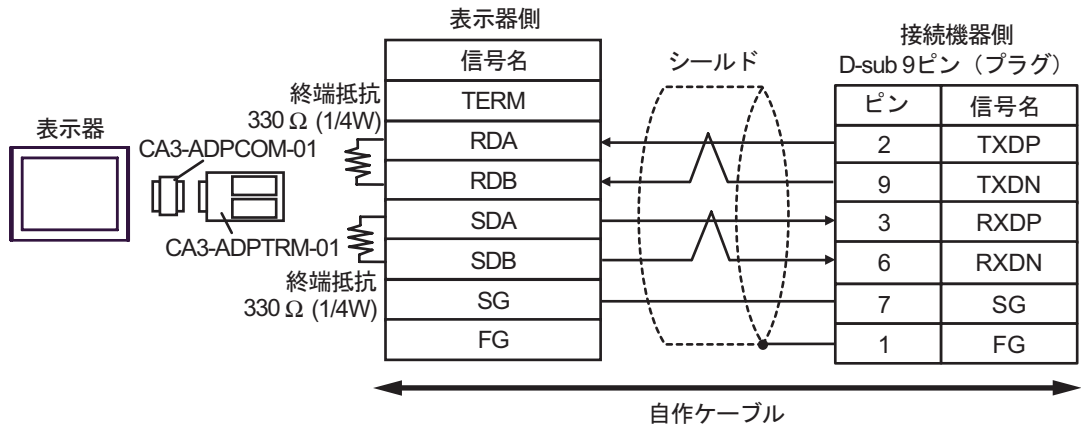 表示器側
接続機器側
D-sub 9ピン（プラグ）
シールド
信号名
ピン 信号名
終端抵抗
330 Ω (1/4W)
TERM
表示器
CA3-ADPCOM-01
RDA
2 TXDP
RDB
9 TXDN
SDA
3 RXDP
CA3-ADPTRM-01
SDB
6 RXDN
終端抵抗
330 Ω (1/4W)
SG
7 SG
FG
1 FG
自作ケーブル